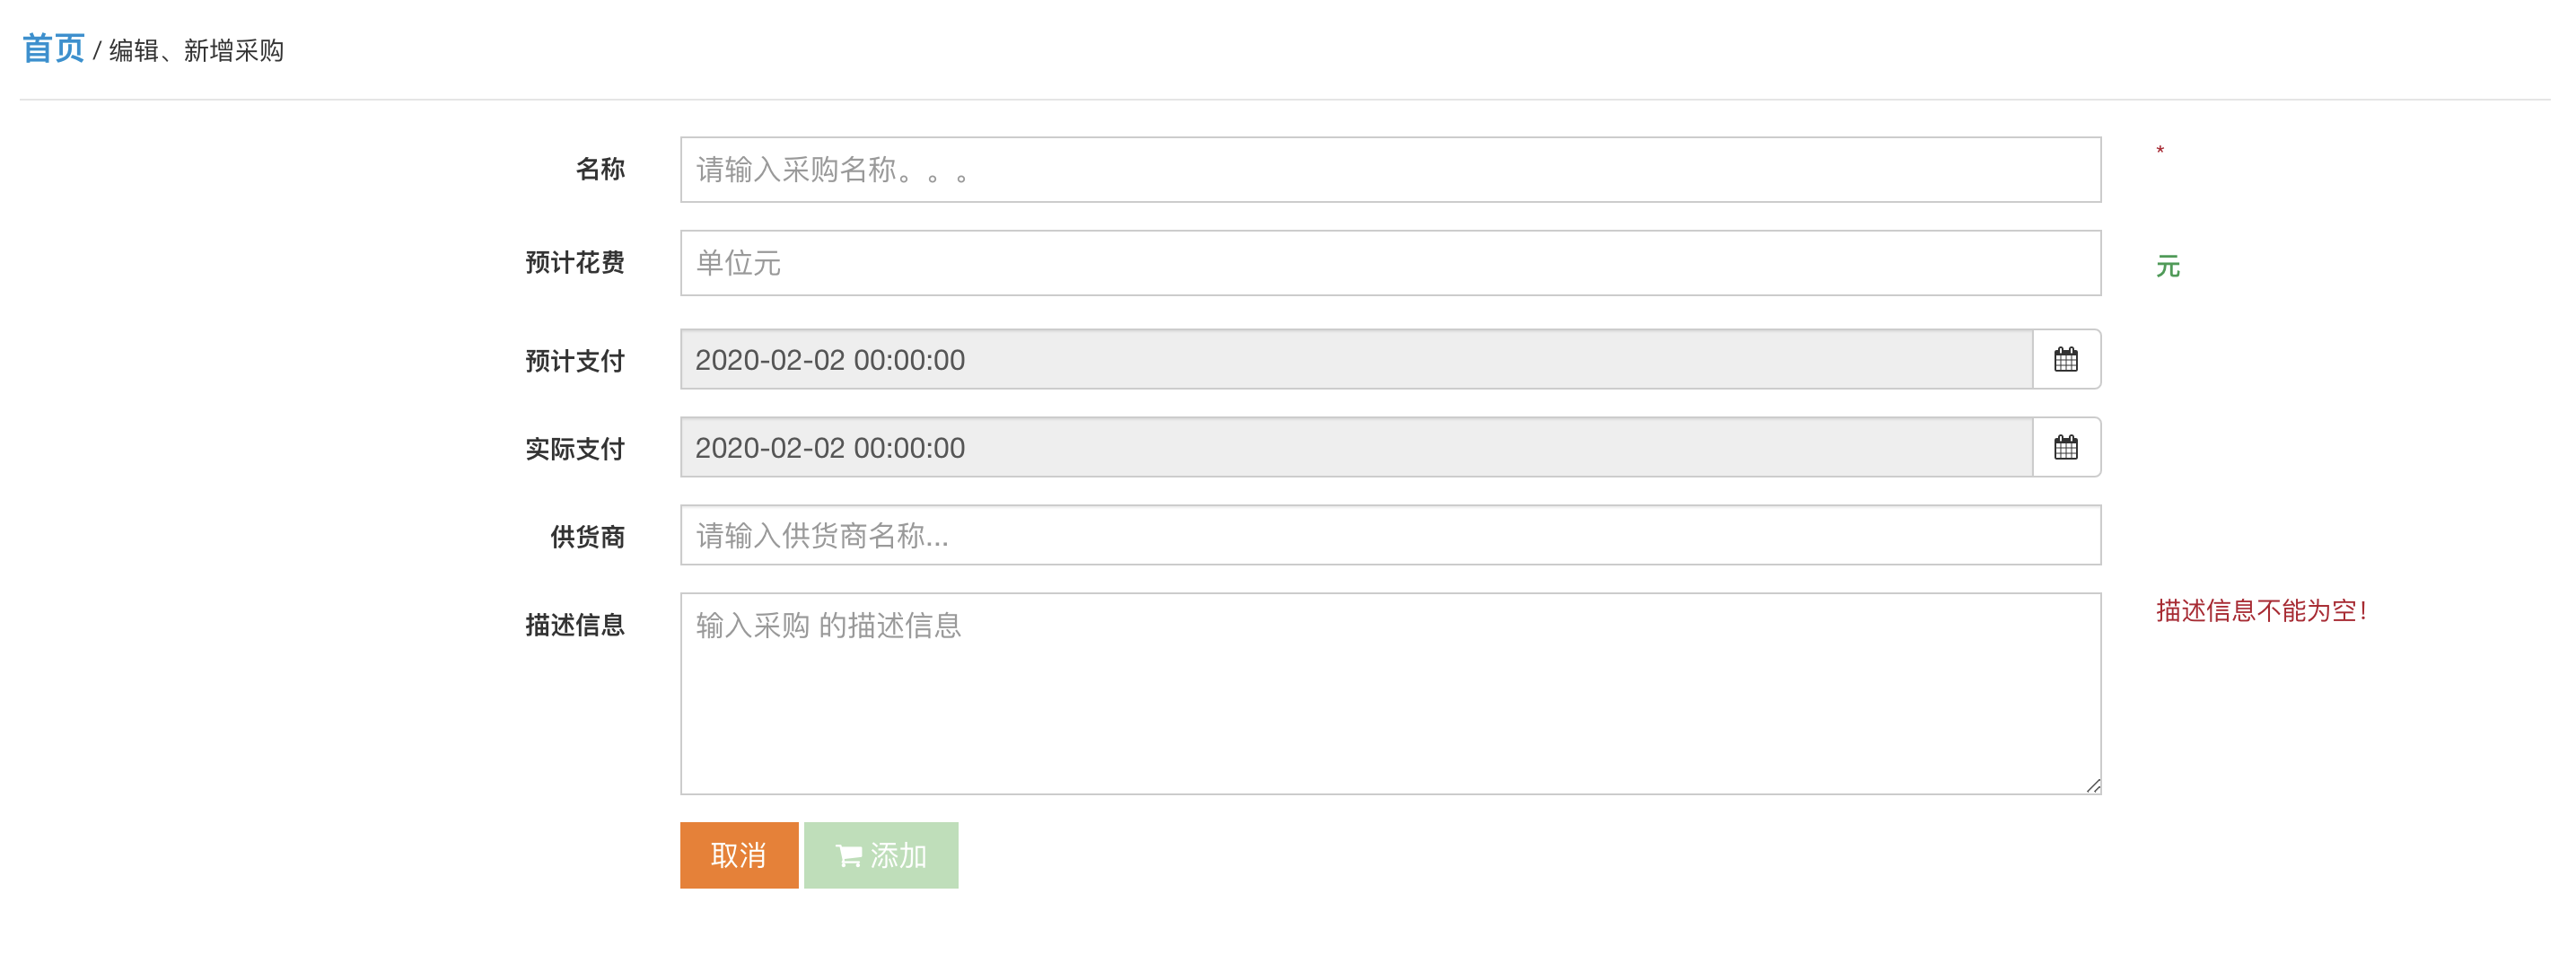 首页 / 编辑、新增采购
名称 请输入采购名称。。。 *
预计花费 单位元 元
预计支付 2020-02-02 00:00:00
实际支付 2020-02-02 00:00:00
供货商 请输入供货商名称...
描述信息 输入采购 的描述信息 描述信息不能为空！
取消 添加